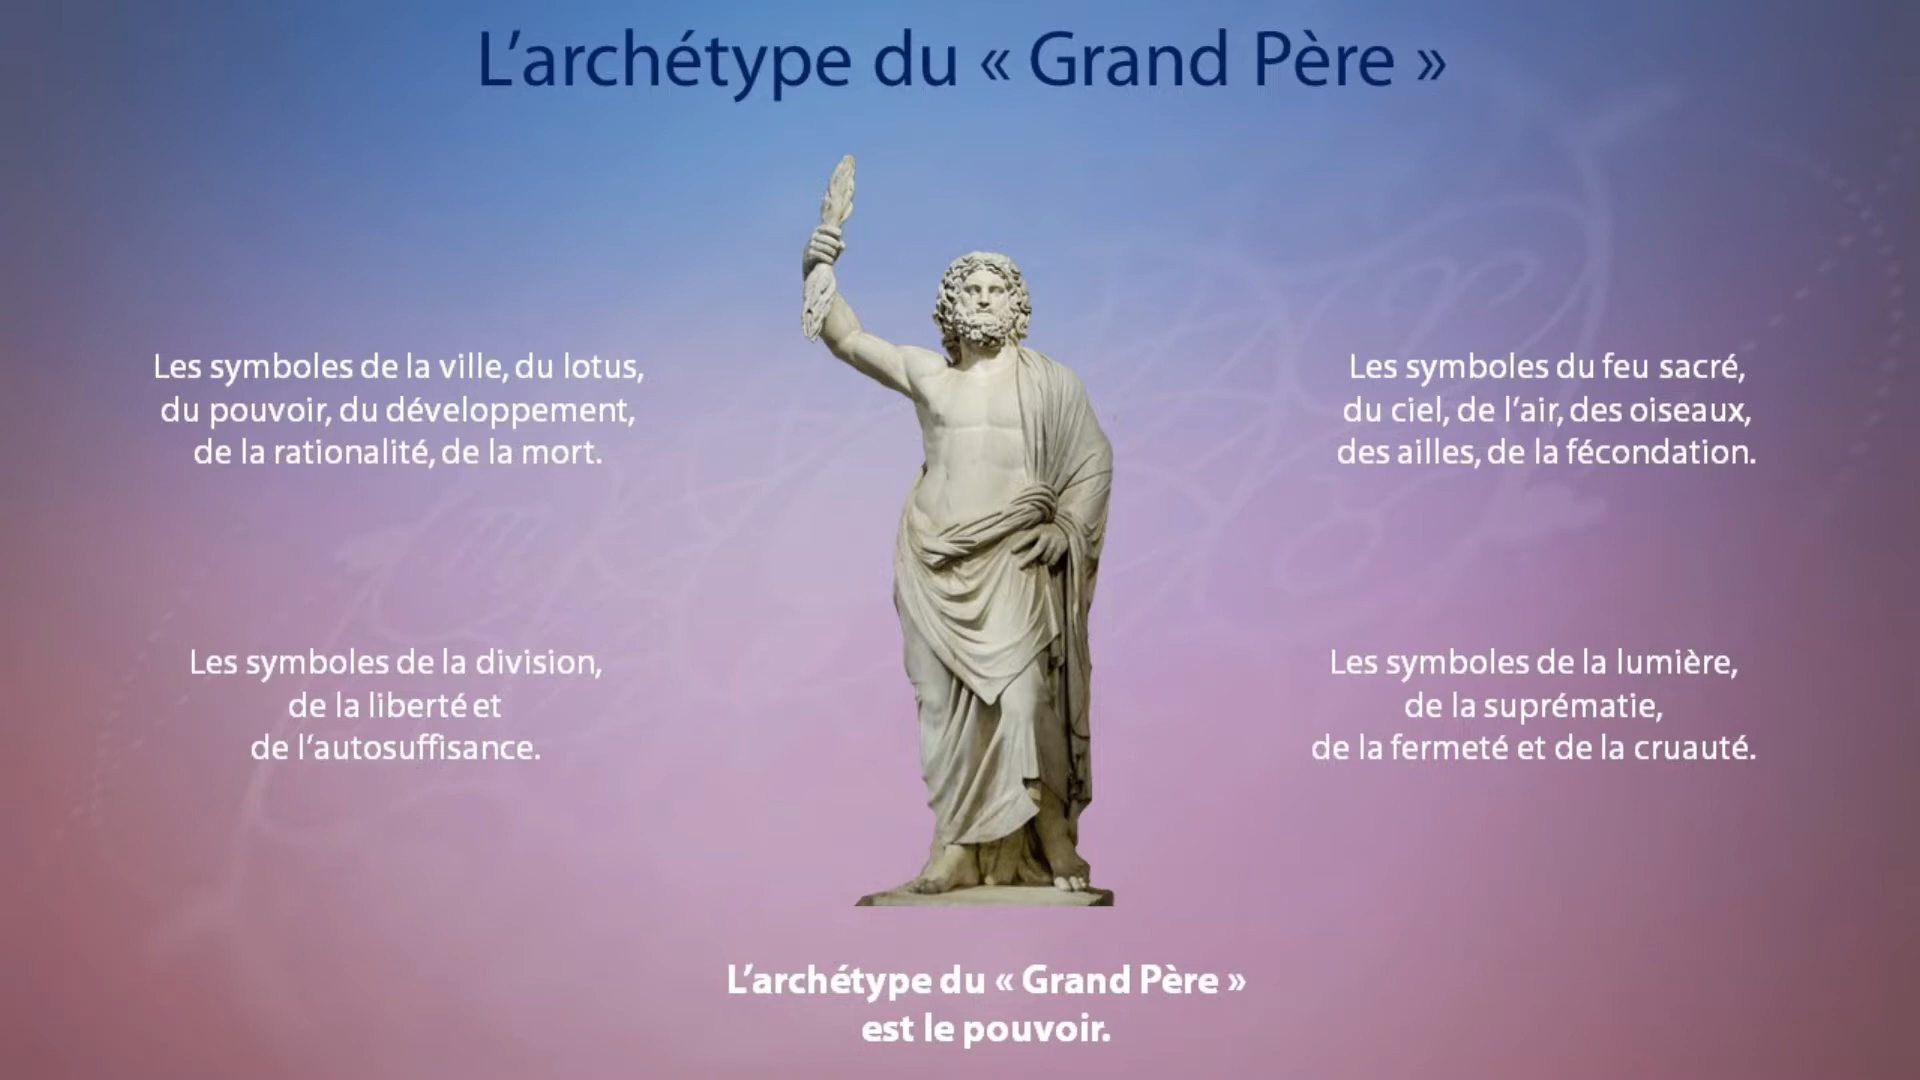 L'archétype du « Grand Père »
Les symboles de la ville, du lotus,
du pouvoir, du développement,
de la rationalité, de la mort.
Les symboles du feu sacré,
du ciel, de l'air, des oiseaux,
des ailles, de la fécondation.
Les symboles de la division,
de la liberté et
de l'autosuffisance.
Les symboles de la lumière,
de la suprématie,
de la fermeté et de la cruauté.
L'archétype du « Grand Père »
est le pouvoir.